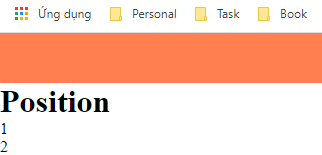 Ứng dụng Personal Task Book
Position
1
2